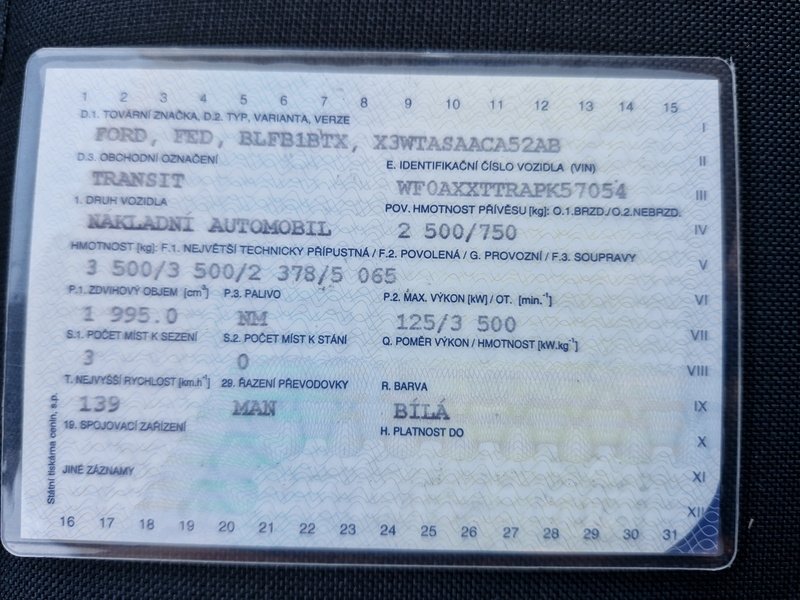 1 2 3 4 5 6 7 8 9 10 11 12 13 14 15
D.1. TOVÁRNÍ ZNAČKA, D.2. TYP, VARIANTA, VERZE
I
FORD, FED, BLFB1BTX, X3WTASAACA52AB
D.3. OBCHODNÍ OZNAČENÍ E. IDENTIFIKAČNÍ ČÍSLO VOZIDLA (VIN) II
TRANSIT WF0AXXTTRAPK57054 III
1. DRUH VOZIDLA POV. HMOTNOST PŘÍVĚSU [kg]: O.1.BRZD./O.2.NEBRZD.
NÁKLADNÍ AUTOMOBIL 2 500/750 IV
HMOTNOST [kg]: F.1. NEJVĚTŠÍ TECHNICKY PŘÍPUSTNÁ / F.2. POVOLENÁ / G. PROVOZNÍ / F.3. SOUPRAVY
3 500/3 500/2 378/5 065 V
P.1. ZDVIHOVÝ OBJEM [cm³] P.3. PALIVO P.2. MAX. VÝKON [kW] / OT. [min.⁻¹] VI
1 995.0 NM 125/3 500
S.1. POČET MÍST K SEZENÍ S.2. POČET MÍST K STÁNÍ Q. POMĚR VÝKON / HMOTNOST [kW.kg⁻¹] VII
3 0 VIII
T. NEJVYŠŠÍ RYCHLOST [km.h⁻¹] 29. ŘAZENÍ PŘEVODOVKY R. BARVA
139 MAN BÍLÁ IX
19. SPOJOVACÍ ZAŘÍZENÍ H. PLATNOST DO X
JINÉ ZÁZNAMY XI
Státní tiskárna cenin, s.p.
XII
16 17 18 19 20 21 22 23 24 25 26 27 28 29 30 31